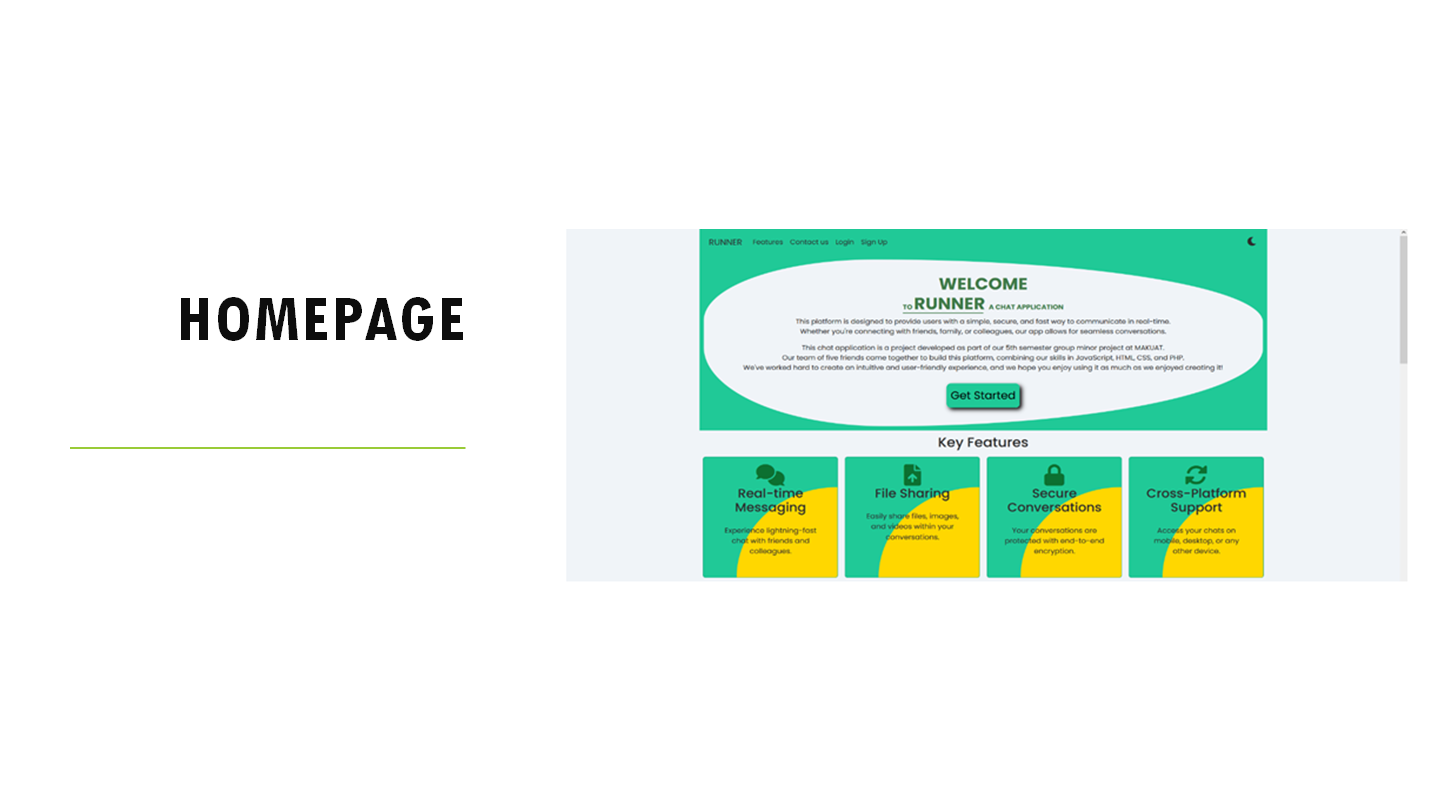 HOMEPAGE
RUNNER Features Contact us Login Sign Up
WELCOME
TO RUNNER A CHAT APPLICATION
This platform is designed to provide users with a simple, secure, and fast way to communicate in real-time.
Whether you're connecting with friends, family, or colleagues, our app allows for seamless conversations.
This chat application is a project developed as part of our 5th semester group minor project at MAKUAT.
Our team of five friends came together to build this platform, combining our skills in JavaScript, HTML, CSS, and PHP.
We've worked hard to create an intuitive and user-friendly experience, and we hope you enjoy using it as much as we enjoyed creating it!
Get Started
Key Features
Real-time
Messaging
Experience lightning-fast
chat with friends and
colleagues.
File Sharing
Easily share files, images,
and videos within your
conversations.
Secure
Conversations
Your conversations are
protected with end-to-end
encryption.
Cross-Platform
Support
Access your chats on
mobile, desktop, or any
other device.